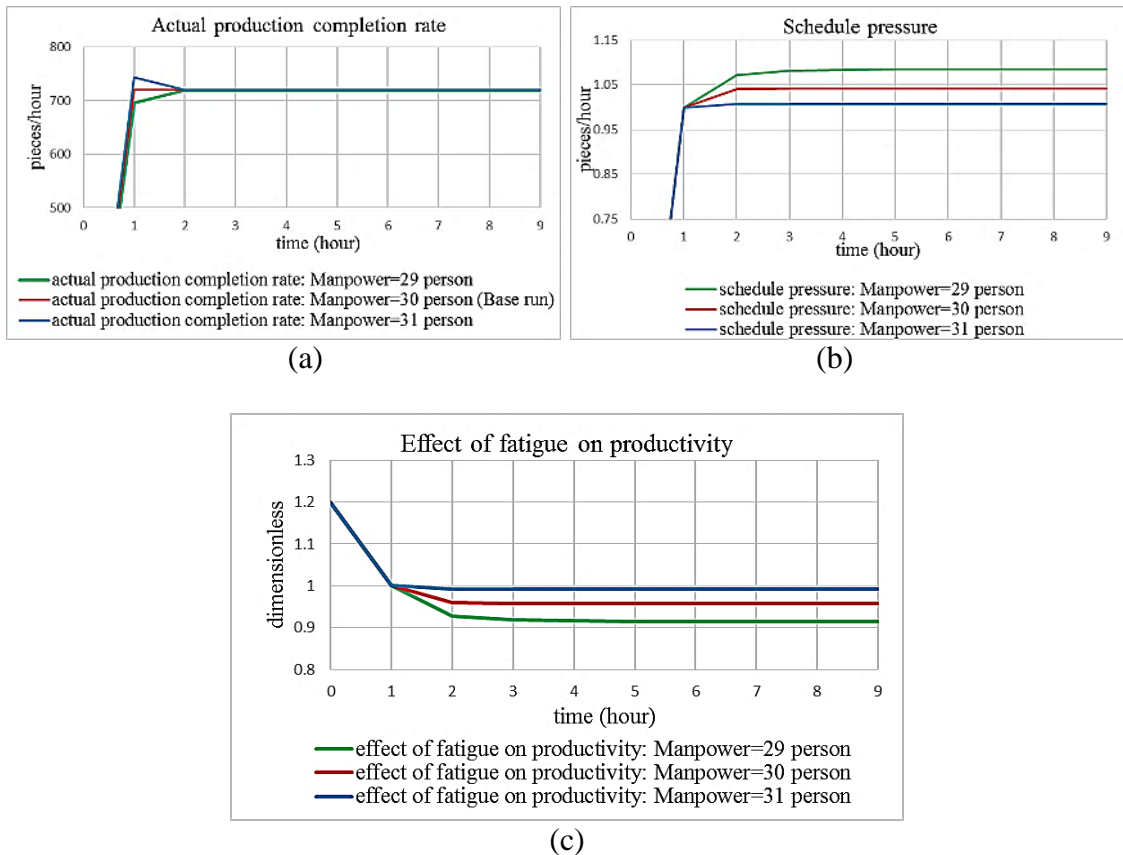 Actual production completion rate
pieces/hour
800
700
600
500
0 1 2 3 4 5 6 7 8 9
time (hour)
actual production completion rate: Manpower=29 person
actual production completion rate: Manpower=30 person (Base run)
actual production completion rate: Manpower=31 person
(a)
Schedule pressure
pieces/hour
1.15
1.05
0.95
0.85
0.75
0 1 2 3 4 5 6 7 8 9
time (hour)
schedule pressure: Manpower=29 person
schedule pressure: Manpower=30 person
schedule pressure: Manpower=31 person
(b)
Effect of fatigue on productivity
dimensionless
1.3
1.2
1.1
1
0.9
0.8
0 1 2 3 4 5 6 7 8 9
time (hour)
effect of fatigue on productivity: Manpower=29 person
effect of fatigue on productivity: Manpower=30 person
effect of fatigue on productivity: Manpower=31 person
(c)